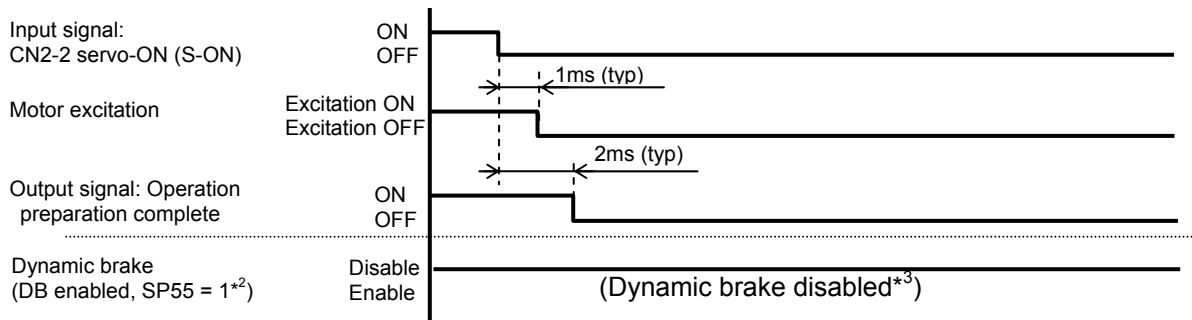 Input signal:
CN2-2 servo-ON (S-ON)
ON
OFF
1ms (typ)
Motor excitation
Excitation ON
Excitation OFF
2ms (typ)
Output signal: Operation
preparation complete
ON
OFF
Dynamic brake
(DB enabled, SP55 = 1*2)
Disable
Enable
(Dynamic brake disabled*3)